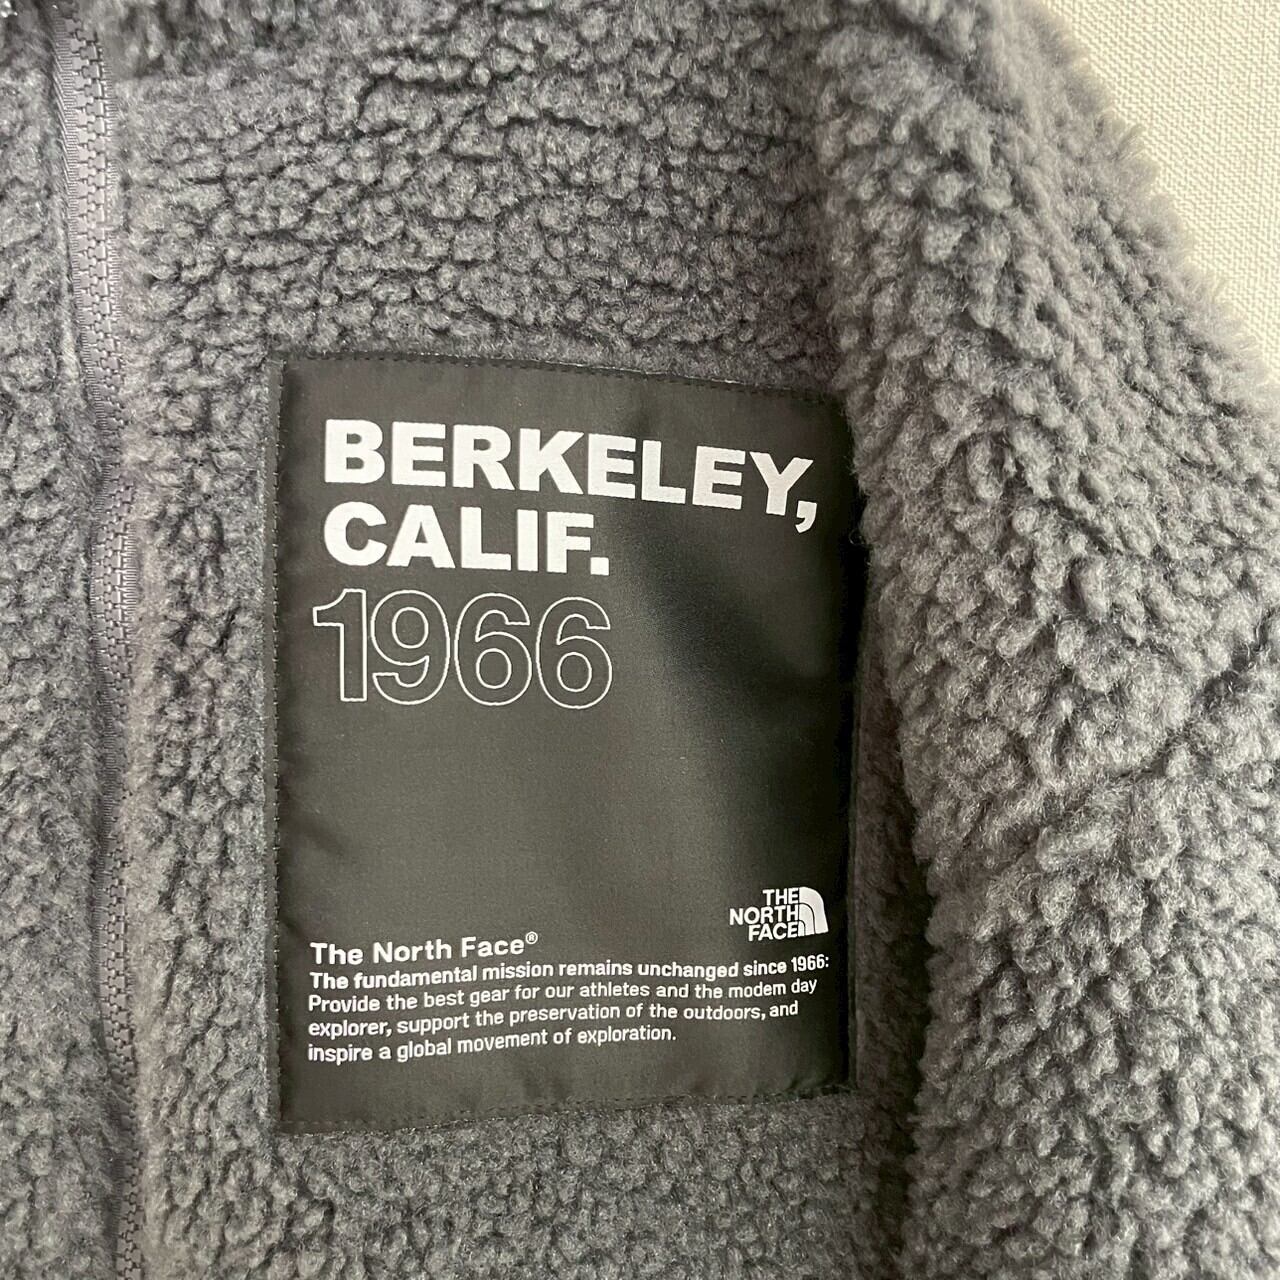 BERKELEY,
CALIF.
1966
THE
NORTH
FACE
The North Face®
The fundamental mission remains unchanged since 1966:
Provide the best gear for our athletes and the modern day
explorer, support the preservation of the outdoors, and
inspire a global movement of exploration.